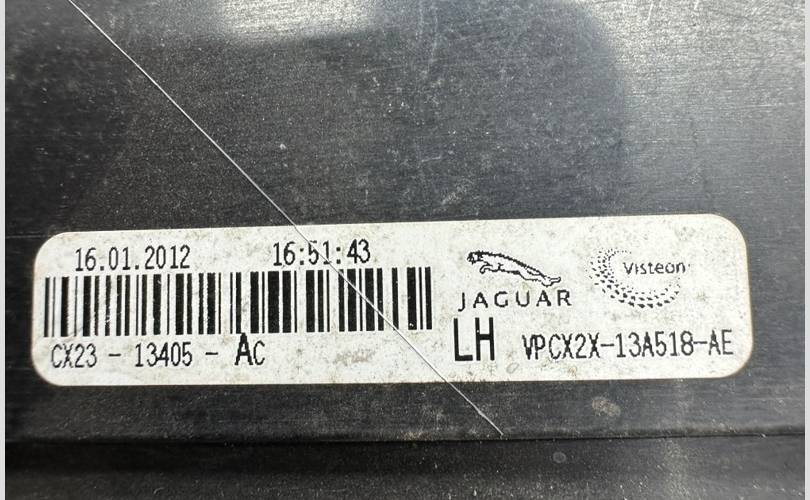 16.01.2012 16:51:43
CX23 - 13405 - AC
JAGUAR
Visteon
LH VPCX2X-13A518-AE